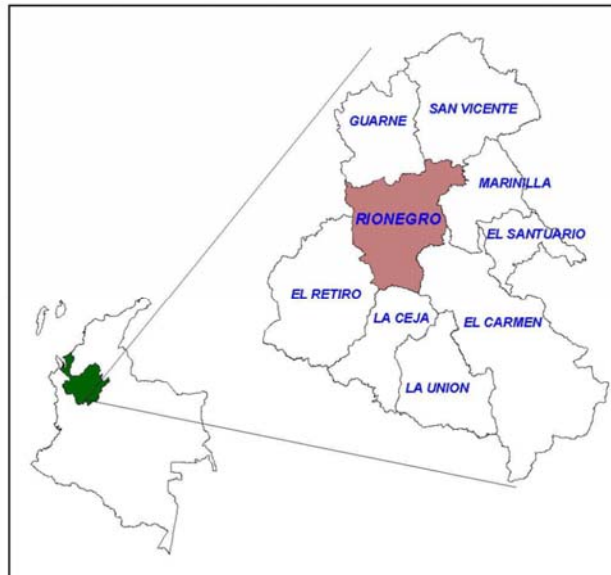 SAN VICENTE
GUARNE
MARINILLA
RIONEGRO
EL SANTUARIO
EL RETIRO
LA CEJA
EL CARMEN
LA UNION